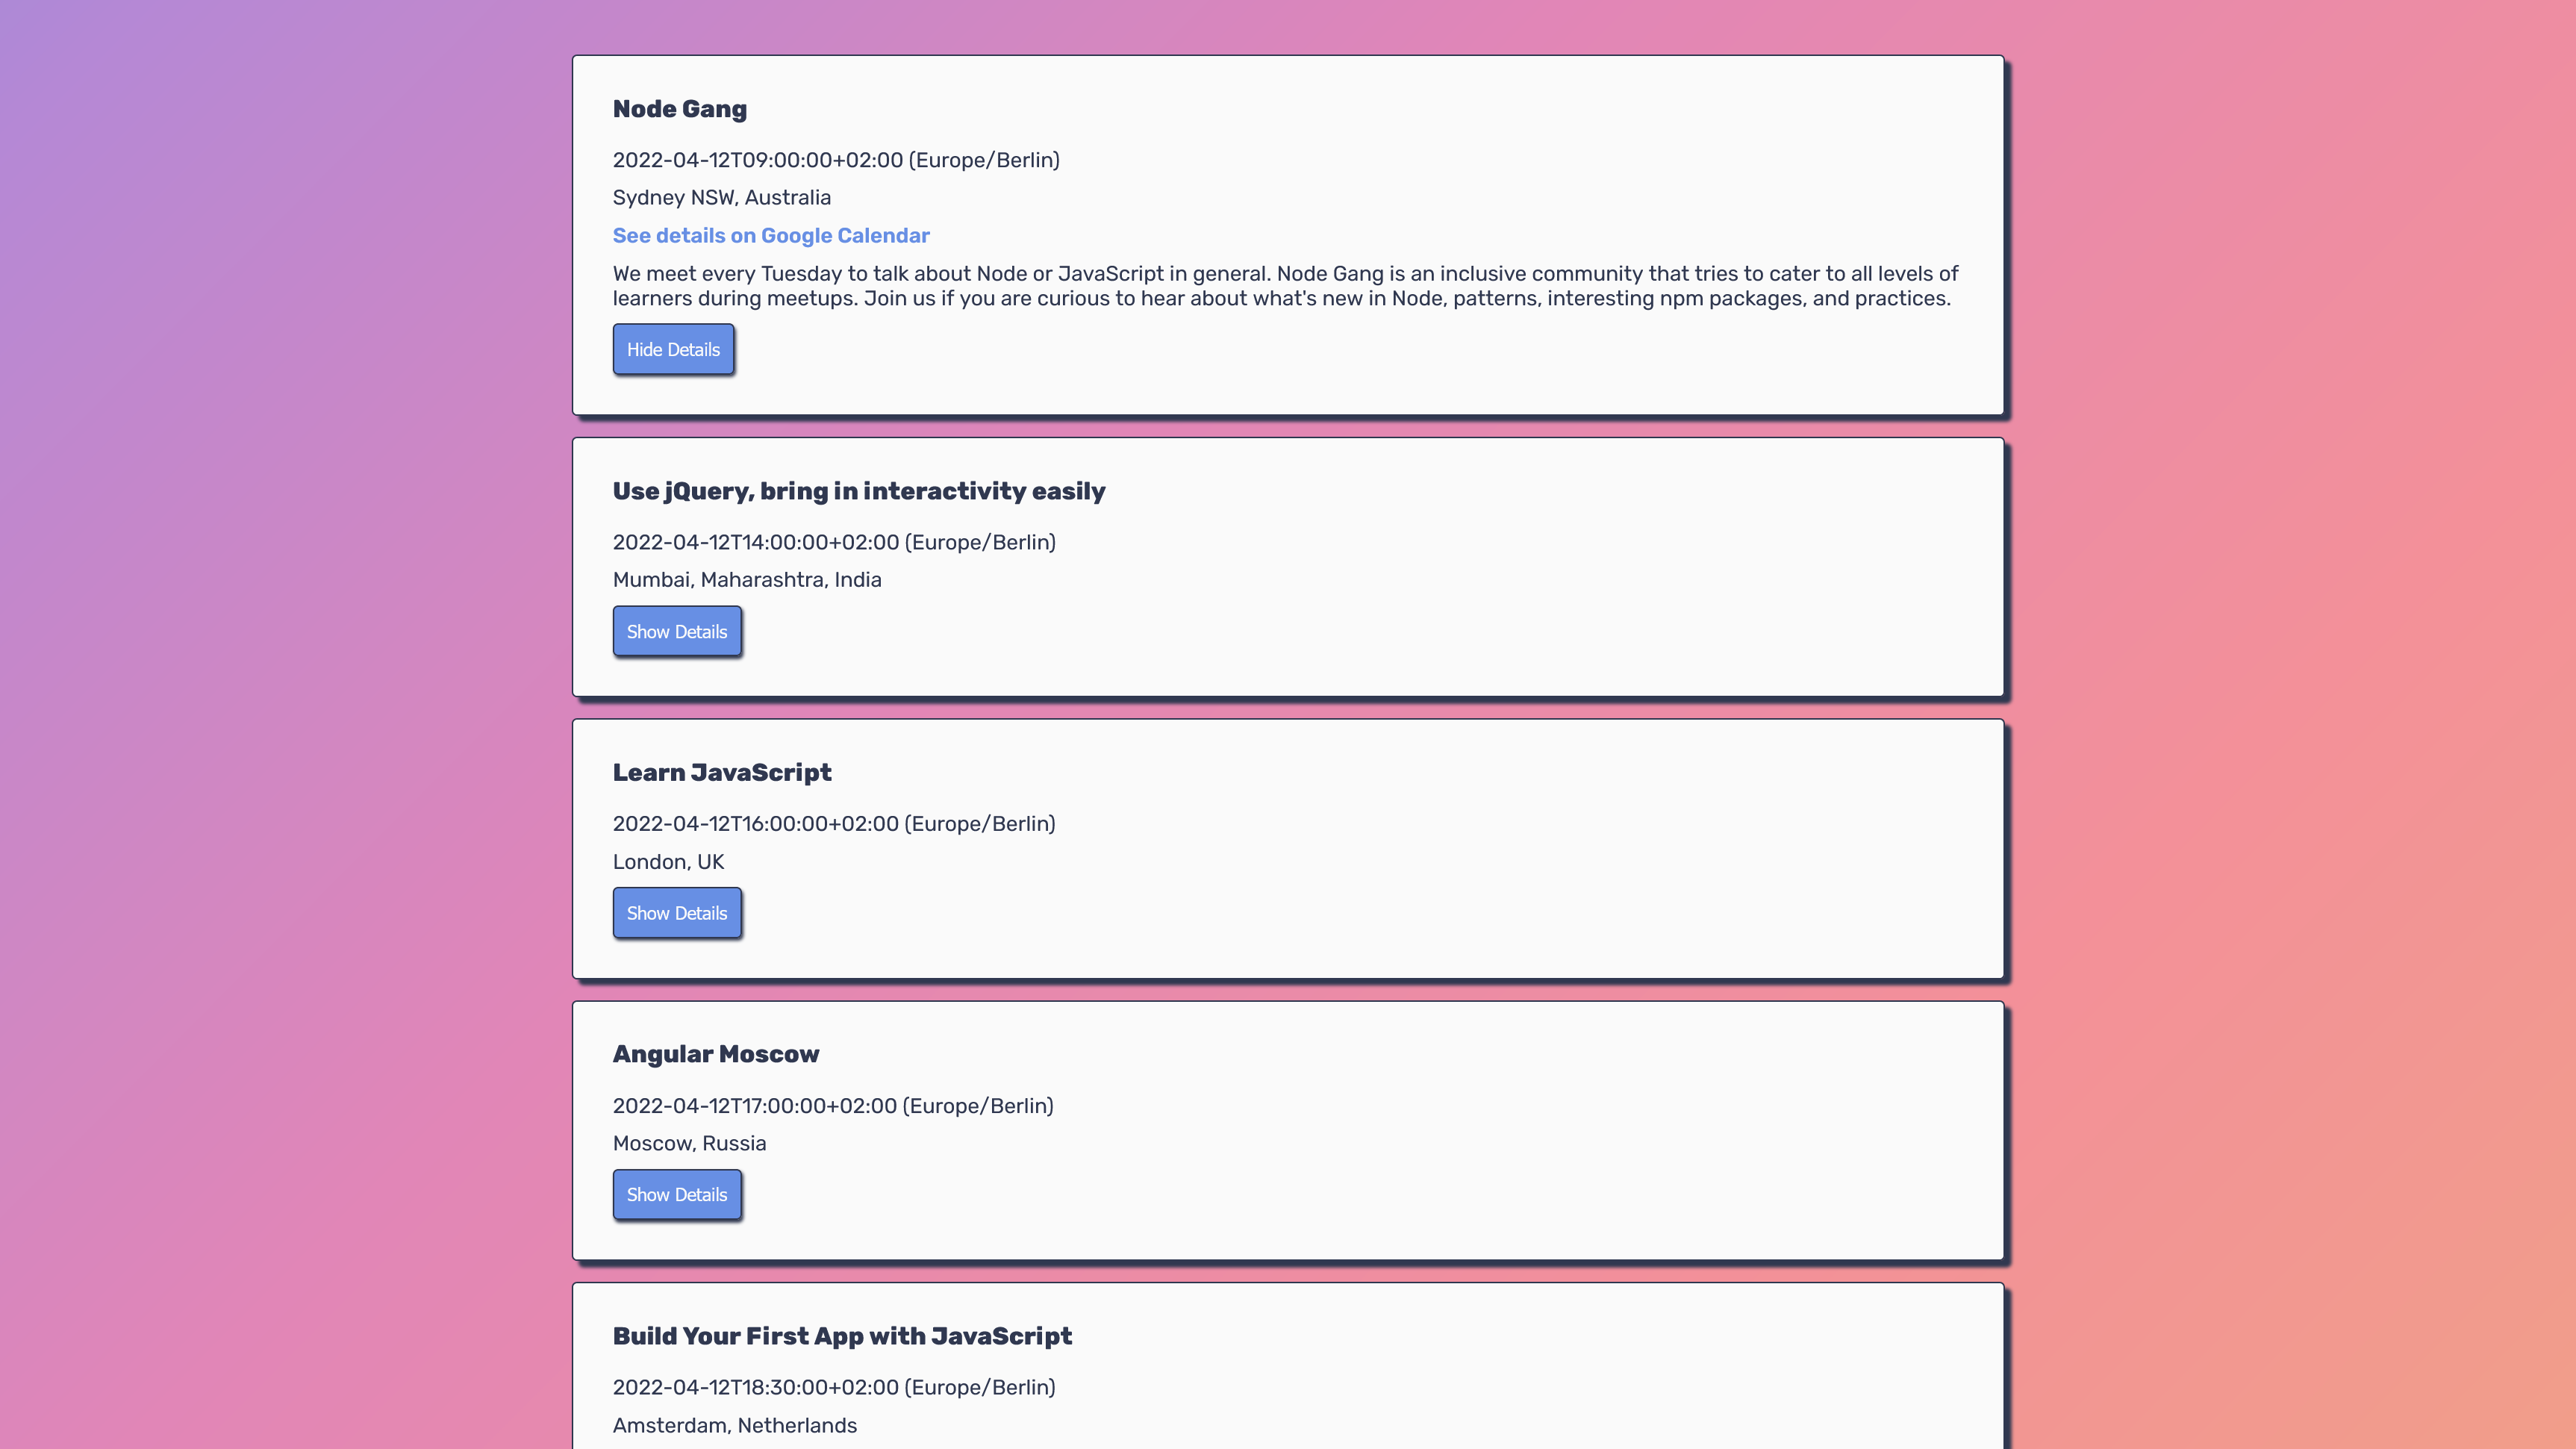 Node Gang
2022-04-12T09:00:00+02:00 (Europe/Berlin)
Sydney NSW, Australia
See details on Google Calendar
We meet every Tuesday to talk about Node or JavaScript in general. Node Gang is an inclusive community that tries to cater to all levels of
learners during meetups. Join us if you are curious to hear about what's new in Node, patterns, interesting npm packages, and practices.
Hide Details
Use jQuery, bring in interactivity easily
2022-04-12T14:00:00+02:00 (Europe/Berlin)
Mumbai, Maharashtra, India
Show Details
Learn JavaScript
2022-04-12T16:00:00+02:00 (Europe/Berlin)
London, UK
Show Details
Angular Moscow
2022-04-12T17:00:00+02:00 (Europe/Berlin)
Moscow, Russia
Show Details
Build Your First App with JavaScript
2022-04-12T18:30:00+02:00 (Europe/Berlin)
Amsterdam, Netherlands